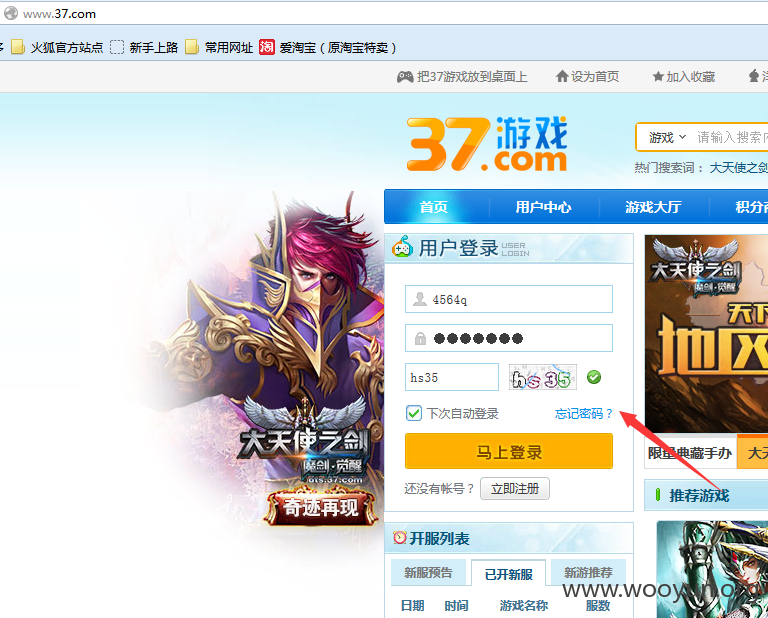 www.37.com
火狐官方站点 新手上路 常用网址 淘 爱淘宝（原淘宝特卖）
把37游戏放到桌面上 设为首页 加入收藏
37游戏
.com
游戏 请输入搜索
热门搜索词： 大天使之剑
首页 用户中心 游戏大厅 积分
用户登录 USER LOGIN
4564q
●●●●●●●
hs35 hs35
下次自动登录 忘记密码？
马上登录
还没有帐号？ 立即注册
大天使之剑
魔剑·觉醒
dts.37.com
奇迹再现
大天使之剑
魔剑·觉醒
天下
地区
限量典藏手办 大天
推荐游戏
开服列表
新服预告 已开新服 新游推荐
日期 时间 游戏名称 服数
www.wooyun.org